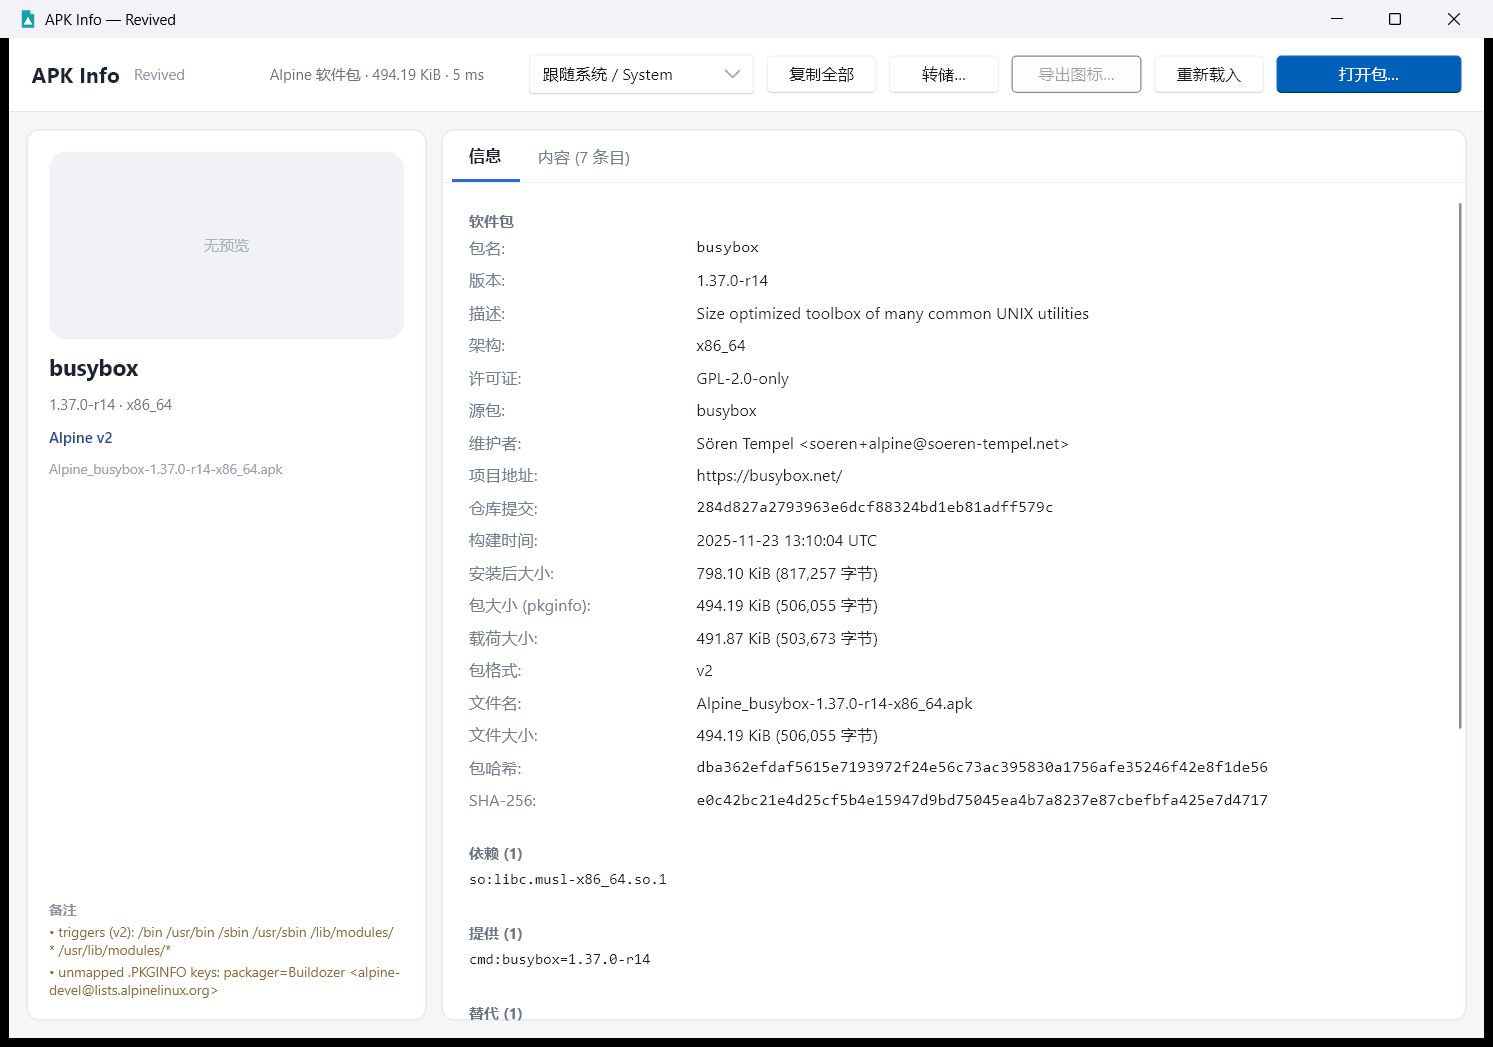 APK Info — Revived
APK Info Revived
Alpine 软件包 · 494.19 KiB · 5 ms
跟随系统 / System
复制全部
转储...
导出图标...
重新载入
打开包...
无预览
busybox
1.37.0-r14 · x86_64
Alpine v2
Alpine_busybox-1.37.0-r14-x86_64.apk
备注
• triggers (v2): /bin /usr/bin /sbin /usr/sbin /lib/modules/
* /usr/lib/modules/*
• unmapped .PKGINFO keys: packager=Buildozer <alpine-
devel@lists.alpinelinux.org>
信息
内容 (7 条目)
软件包
包名: busybox
版本: 1.37.0-r14
描述: Size optimized toolbox of many common UNIX utilities
架构: x86_64
许可证: GPL-2.0-only
源包: busybox
维护者: Sören Tempel <soeren+alpine@soeren-tempel.net>
项目地址: https://busybox.net/
仓库提交: 284d827a2793963e6dcf88324bd1eb81adff579c
构建时间: 2025-11-23 13:10:04 UTC
安装后大小: 798.10 KiB (817,257 字节)
包大小 (pkginfo): 494.19 KiB (506,055 字节)
载荷大小: 491.87 KiB (503,673 字节)
包格式: v2
文件名: Alpine_busybox-1.37.0-r14-x86_64.apk
文件大小: 494.19 KiB (506,055 字节)
包哈希: dba362efdaf5615e7193972f24e56c73ac395830a1756afe35246f42e8f1de56
SHA-256: e0c42bc21e4d25cf5b4e15947d9bd75045ea4b7a8237e87cbefbfa425e7d4717
依赖 (1)
so:libc.musl-x86_64.so.1
提供 (1)
cmd:busybox=1.37.0-r14
替代 (1)